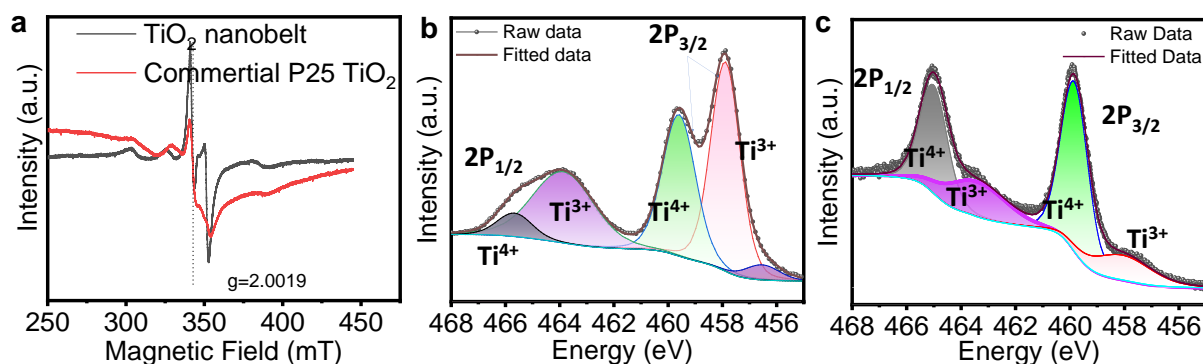 a
TiO₂ nanobelt
Commertial P25 TiO₂
g=2.0019
250 300 350 400 450
Magnetic Field (mT)
Intensity (a.u.)
b
Raw data
Fitted data
2P₃/₂
2P₁/₂
Ti³⁺
Ti³⁺
Ti⁴⁺
Ti⁴⁺
468 466 464 462 460 458 456
Energy (eV)
Intensity (a.u.)
c
Raw Data
Fitted Data
2P₁/₂
2P₃/₂
Ti⁴⁺
Ti³⁺
Ti⁴⁺
Ti³⁺
468 466 464 462 460 458 456
Energy (eV)
Intensity (a.u.)